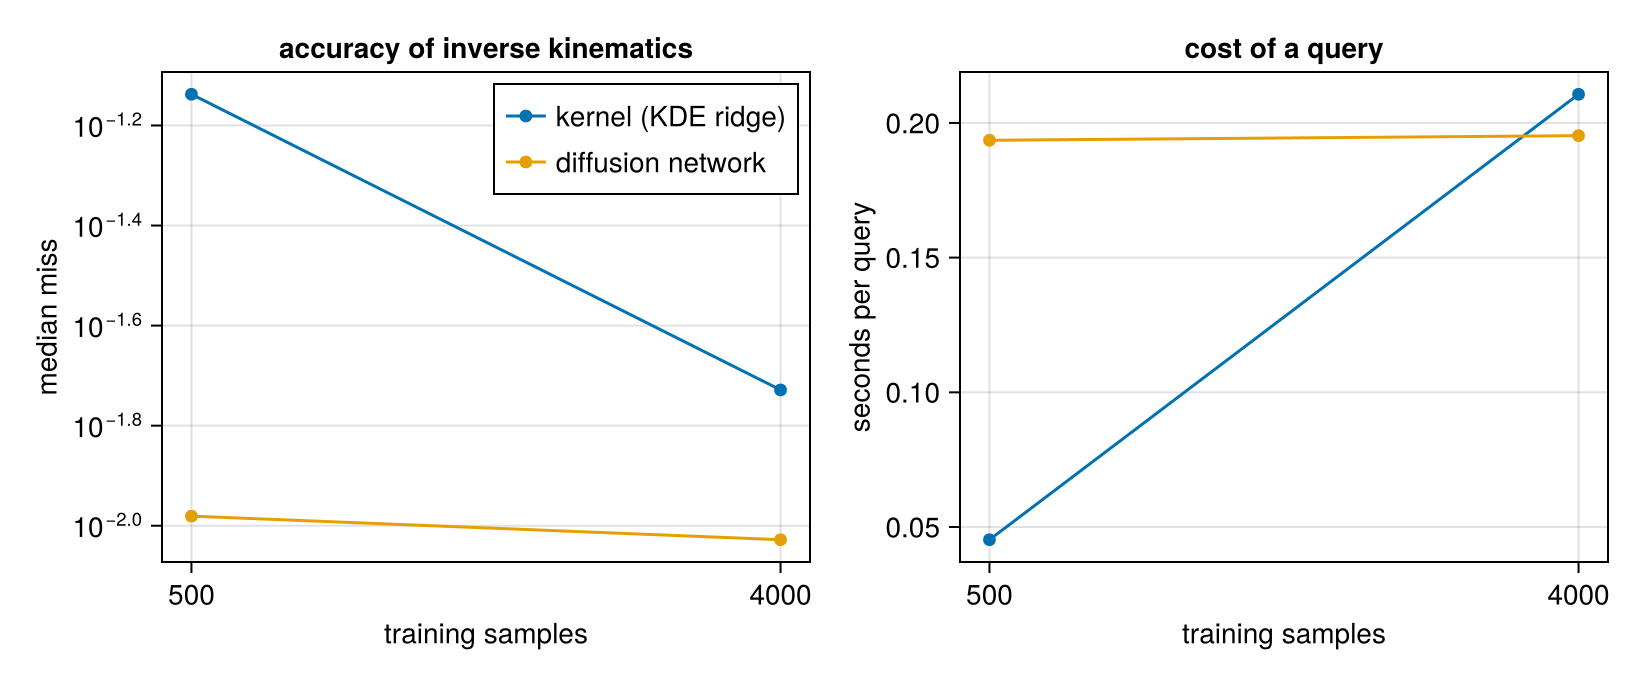 accuracy of inverse kinematics
kernel (KDE ridge)
diffusion network
10⁻¹·²
10⁻¹·⁴
10⁻¹·⁶
10⁻¹·⁸
10⁻²·⁰
median miss
500
4000
training samples
cost of a query
0.20
0.15
0.10
0.05
seconds per query
500
4000
training samples